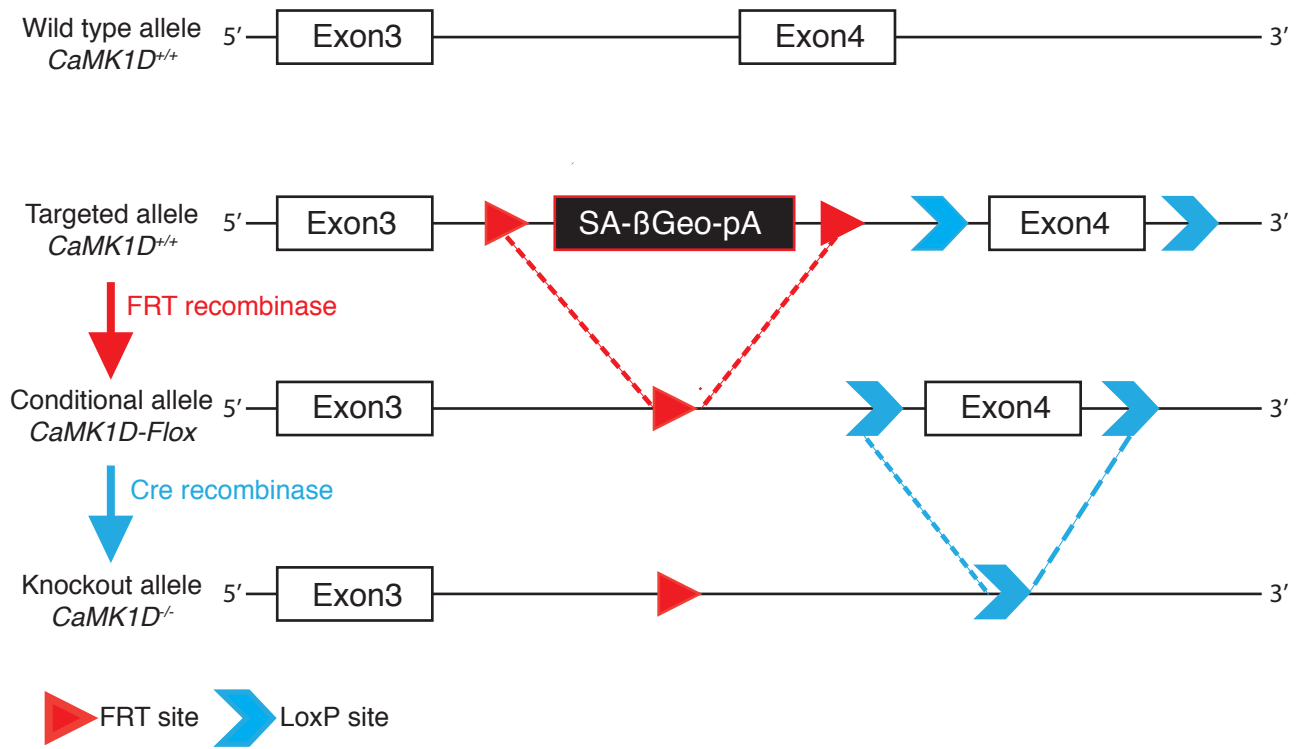 Wild type allele
CaMK1D+/+
5′ Exon3 Exon4 3′
Targeted allele
CaMK1D+/+
5′ Exon3 SA-ßGeo-pA Exon4 3′
FRT recombinase
Conditional allele
CaMK1D-Flox
5′ Exon3 Exon4 3′
Cre recombinase
Knockout allele
CaMK1D-/-
5′ Exon3 3′
FRT site LoxP site